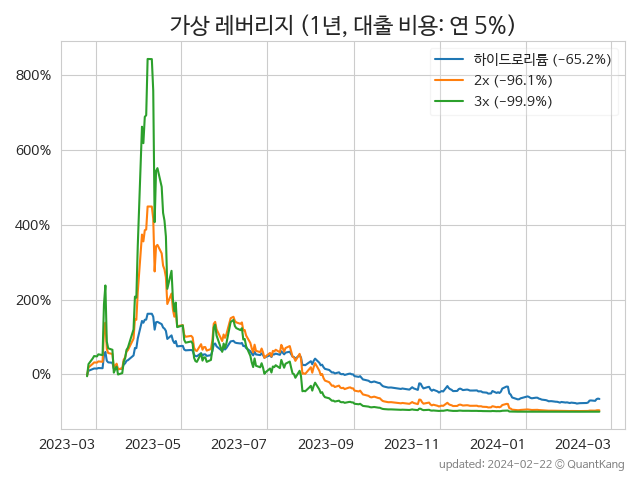 가상 레버리지 (1년, 대출 비용: 연 5%)
하이드로리튬 (-65.2%)
2x (-96.1%)
3x (-99.9%)
800%
600%
400%
200%
0%
2023-03 2023-05 2023-07 2023-09 2023-11 2024-01 2024-03
updated: 2024-02-22 © QuantKang